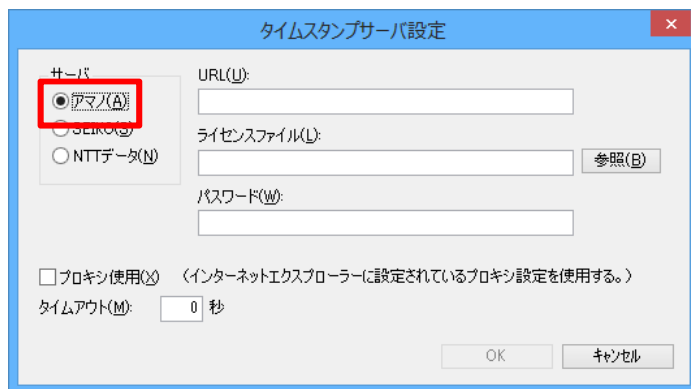 タイムスタンプサーバ設定
サーバ
アマノ(A)
SEIKO(S)
NTTデータ(N)
URL(U):
ライセンスファイル(L):
参照(B)
パスワード(W):
プロキシ使用(X) (インターネットエクスプローラーに設定されているプロキシ設定を使用する。)
タイムアウト(M): 0 秒
OK キャンセル